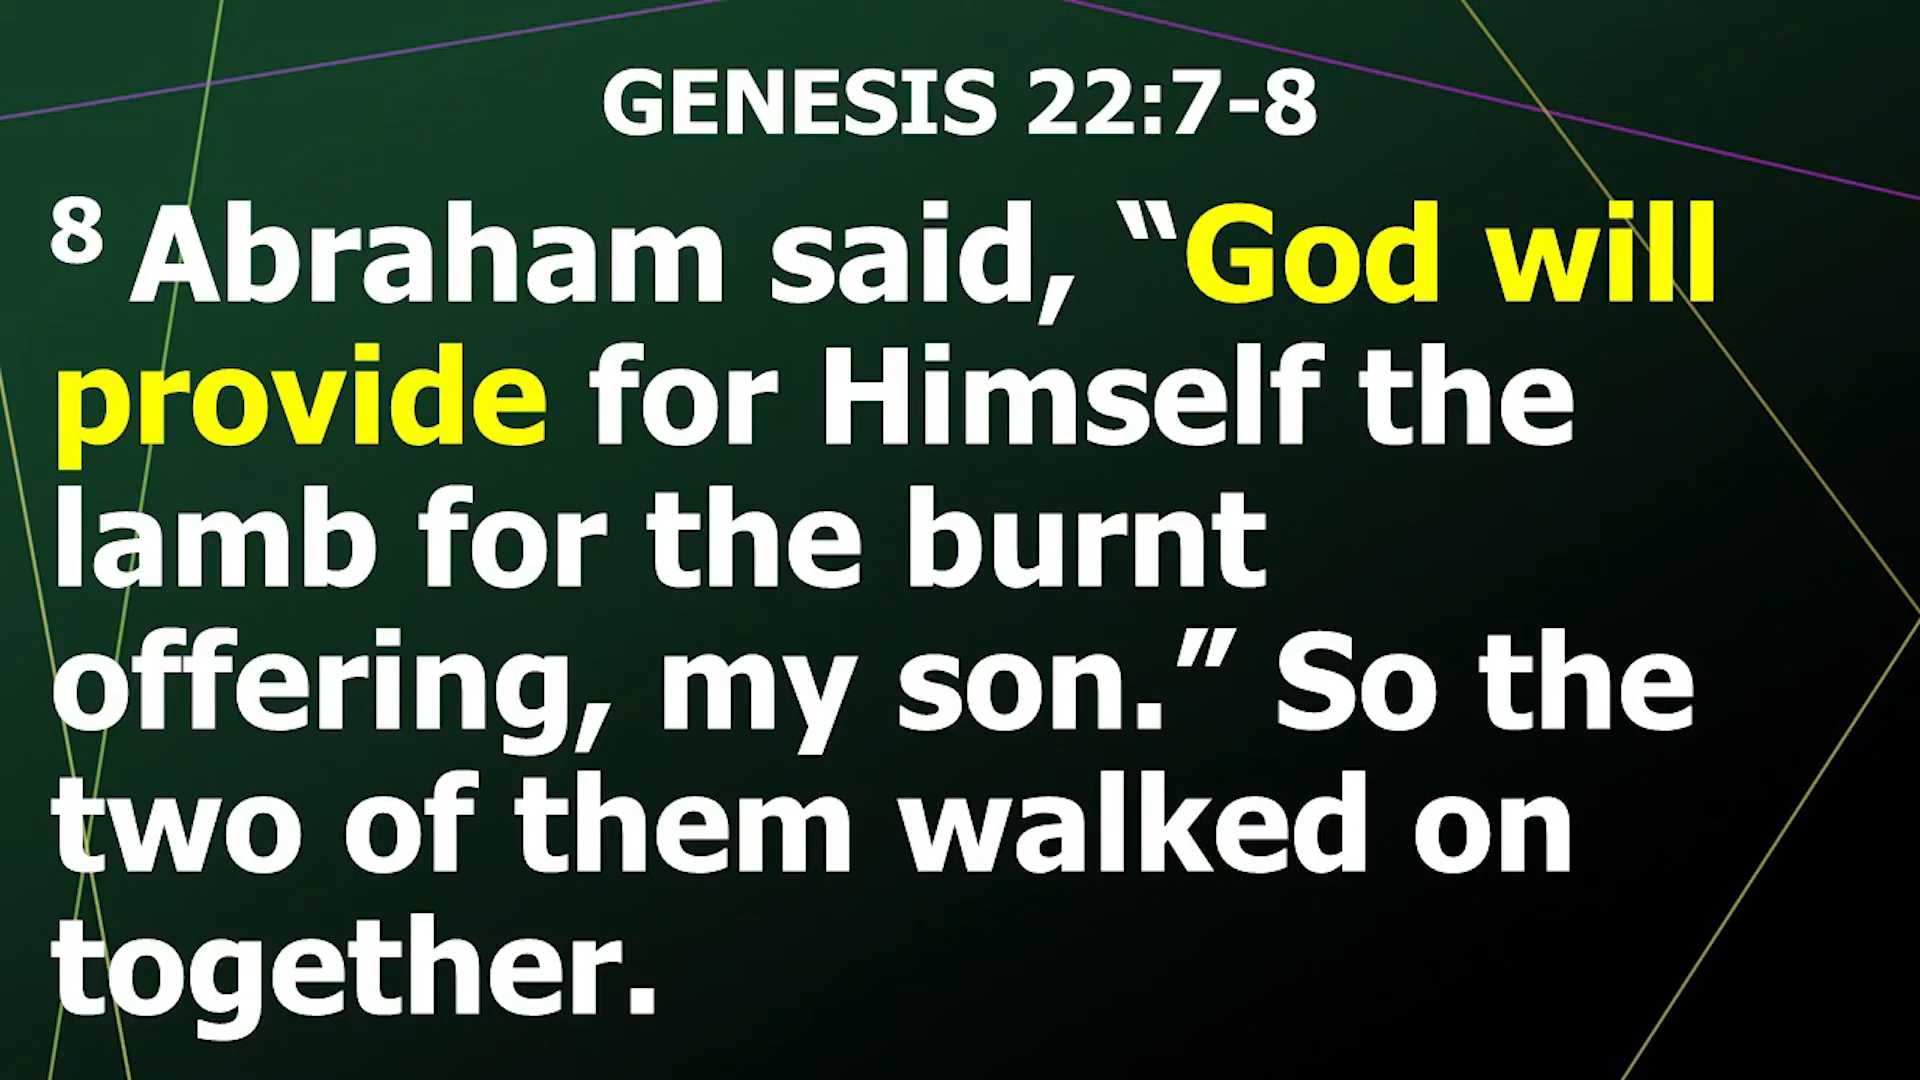 GENESIS 22:7-8
8 Abraham said, “God will
provide for Himself the
lamb for the burnt
offering, my son.” So the
two of them walked on
together.